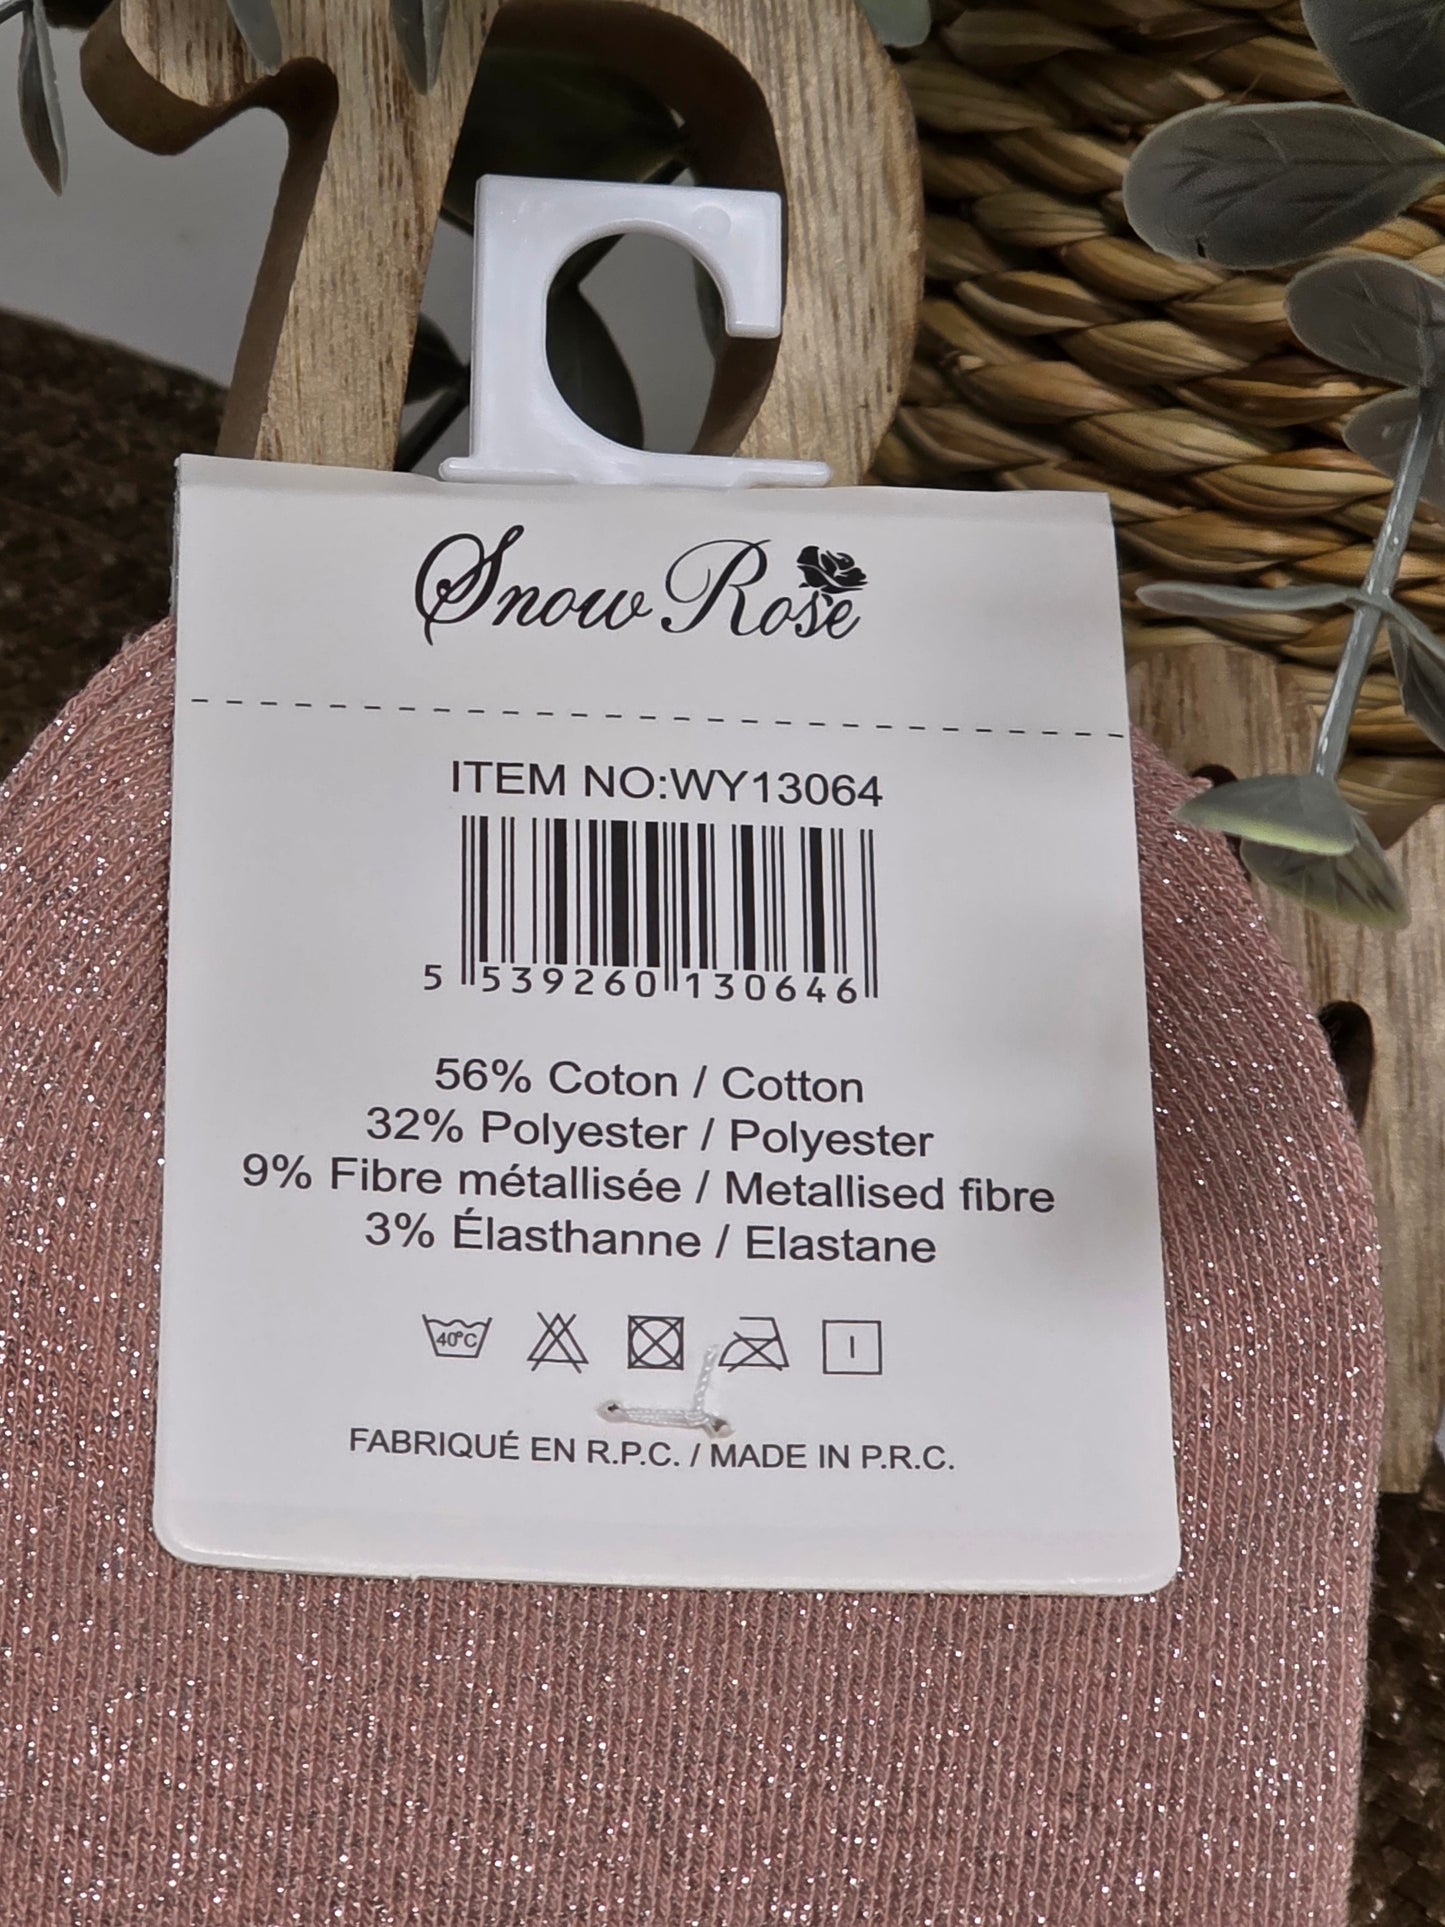 Snow Rose
ITEM NO:WY13064
5 539260 130646
56% Coton / Cotton
32% Polyester / Polyester
9% Fibre métallisée / Metallised fibre
3% Élasthanne / Elastane
40°C
FABRIQUÉ EN R.P.C. / MADE IN P.R.C.